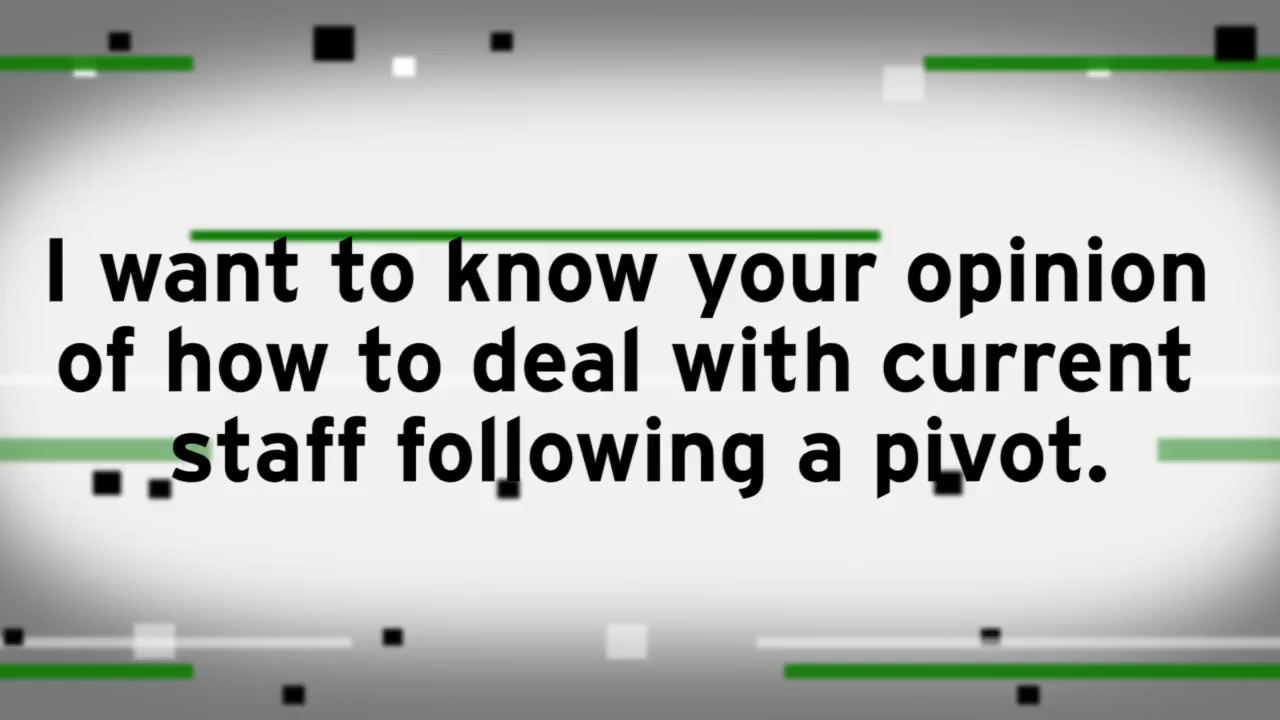 I want to know your opinion
of how to deal with current
staff following a pivot.